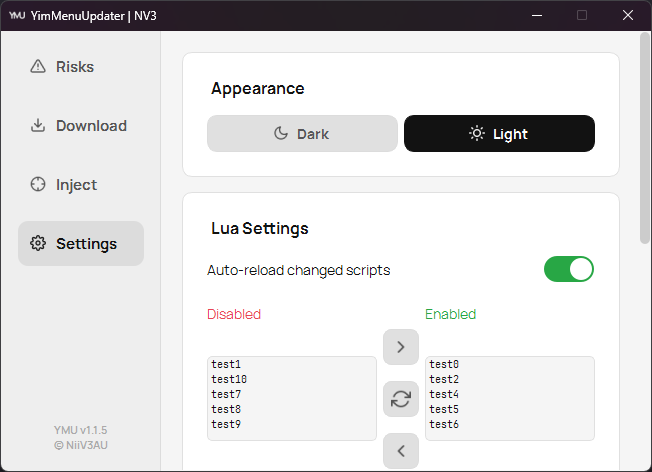 YMU YimMenuUpdater | NV3
Risks
Download
Inject
Settings
YMU v1.1.5
© NiiV3AU
Appearance
Dark
Light
Lua Settings
Auto-reload changed scripts
Disabled
Enabled
test1
test10
test7
test8
test9
test0
test2
test4
test5
test6